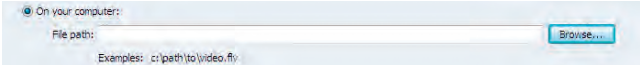 On your computer:
File path: Browse...
Examples: c:\path\to\video.flv